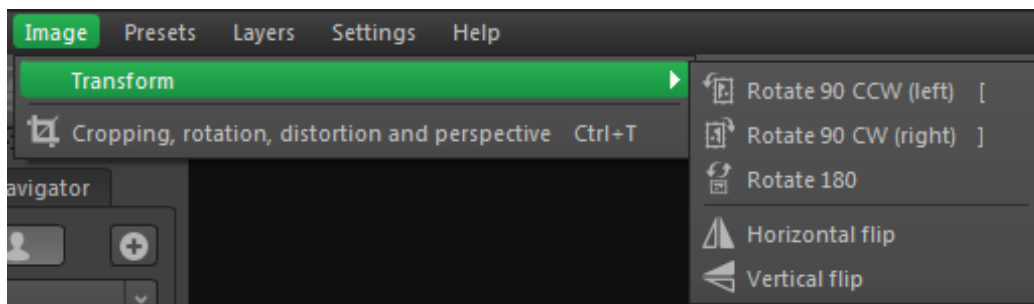 Image Presets Layers Settings Help
Transform
Cropping, rotation, distortion and perspective Ctrl+T
Rotate 90 CCW (left) [
Rotate 90 CW (right) ]
Rotate 180
Horizontal flip
Vertical flip
avigator